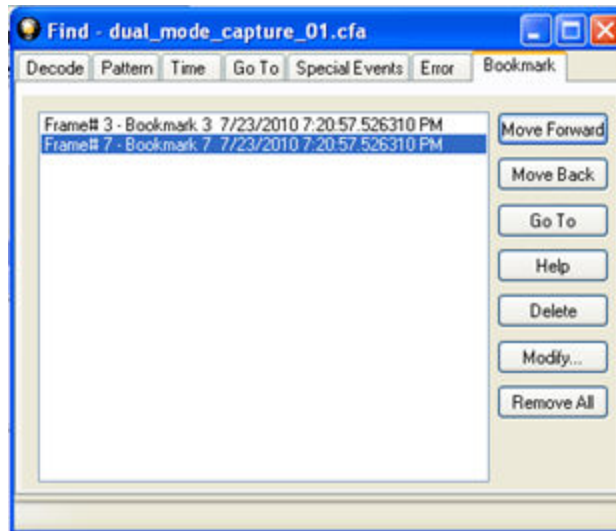 Find - dual_mode_capture_01.cfa
Decode Pattern Time Go To Special Events Error Bookmark
Frame# 3 - Bookmark 3 7/23/2010 7:20:57.526310 PM
Frame# 7 - Bookmark 7 7/23/2010 7:20:57.526310 PM
Move Forward
Move Back
Go To
Help
Delete
Modify...
Remove All